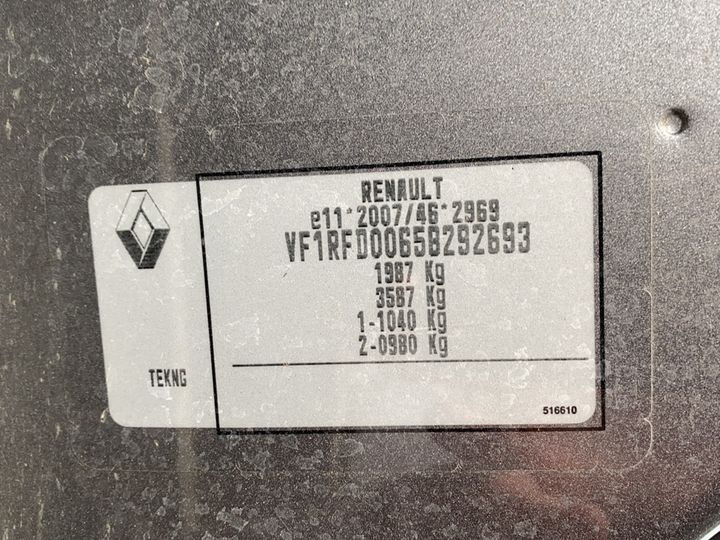 RENAULT
e11*2007/46*2969
VF1RFD00658292693
1987 Kg
3587 Kg
1-1040 Kg
2-0980 Kg
TEKNG
516610